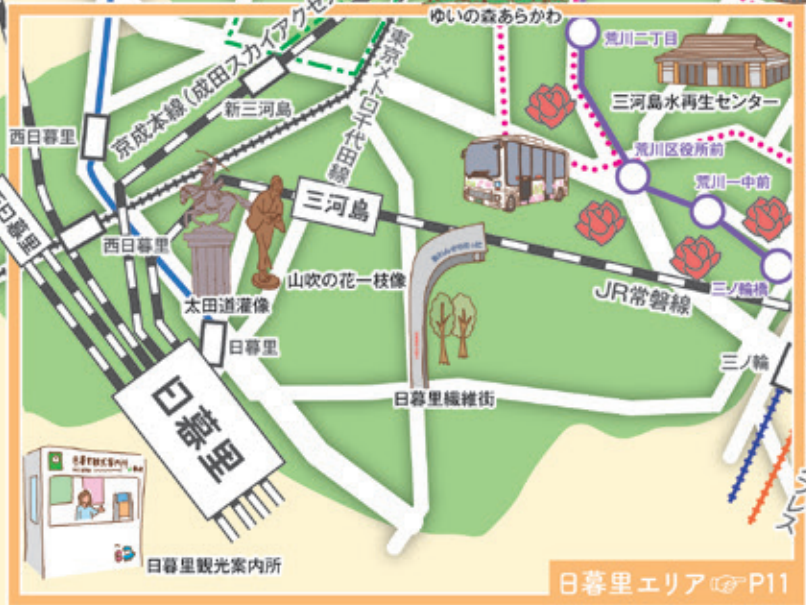 ゆいの森あらかわ
荒川二丁目
京成本線(成田スカイアクセス
東京メトロ千代田線
三河島水再生センター
新三河島
西日暮里
荒川区役所前
荒川一中前
三河島
日暮里
西日暮里
山吹の花一枝像
太田道灌像
JR常磐線
三ノ輪橋
日暮里
三ノ輪
日暮里繊維街
日暮里
日暮里観光案内所
日暮里エリア☞P11